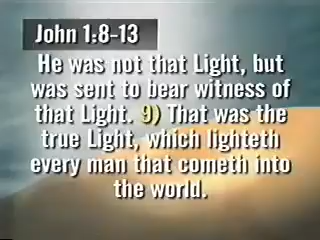 John 1:8-13
He was not that Light, but
was sent to bear witness of
that Light. 9) That was the
true Light, which lighteth
every man that cometh into
the world.